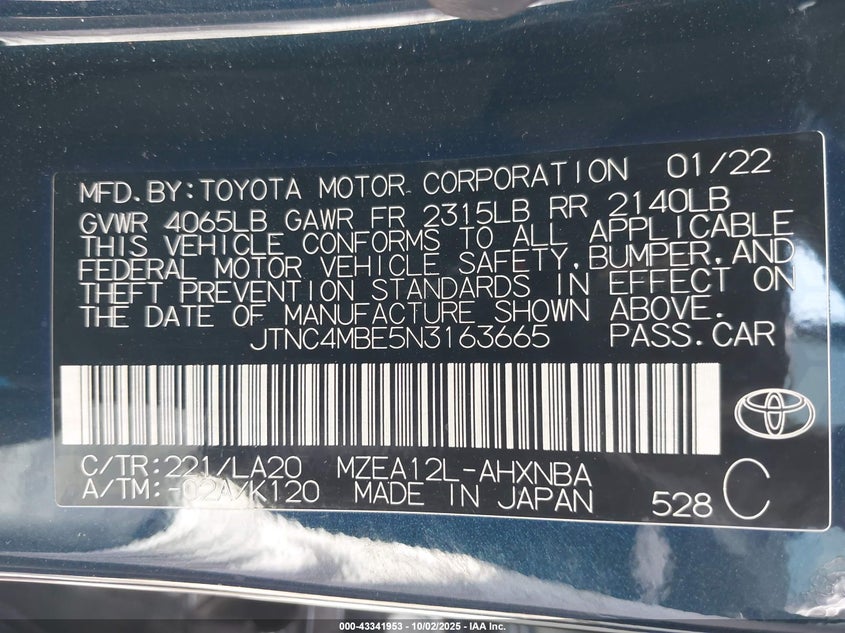 MFD.BY:TOYOTA MOTOR CORPORATION 01/22
GVWR 4065LB GAWR FR 2315LB RR 2140LB
THIS VEHICLE CONFORMS TO ALL APPLICABLE
FEDERAL MOTOR VEHICLE SAFETY,BUMPER,AND
THEFT PREVENTION STANDARDS IN EFFECT ON
THE DATE OF MANUFACTURE SHOWN ABOVE.
JTNC4MBE5N3163665 PASS.CAR
C/TR:221/LA20 MZEA12L-AHXNBA
A/TM:-02A/K120 MADE IN JAPAN 528 C
000-43341953 - 10/02/2025 - IAA Inc.